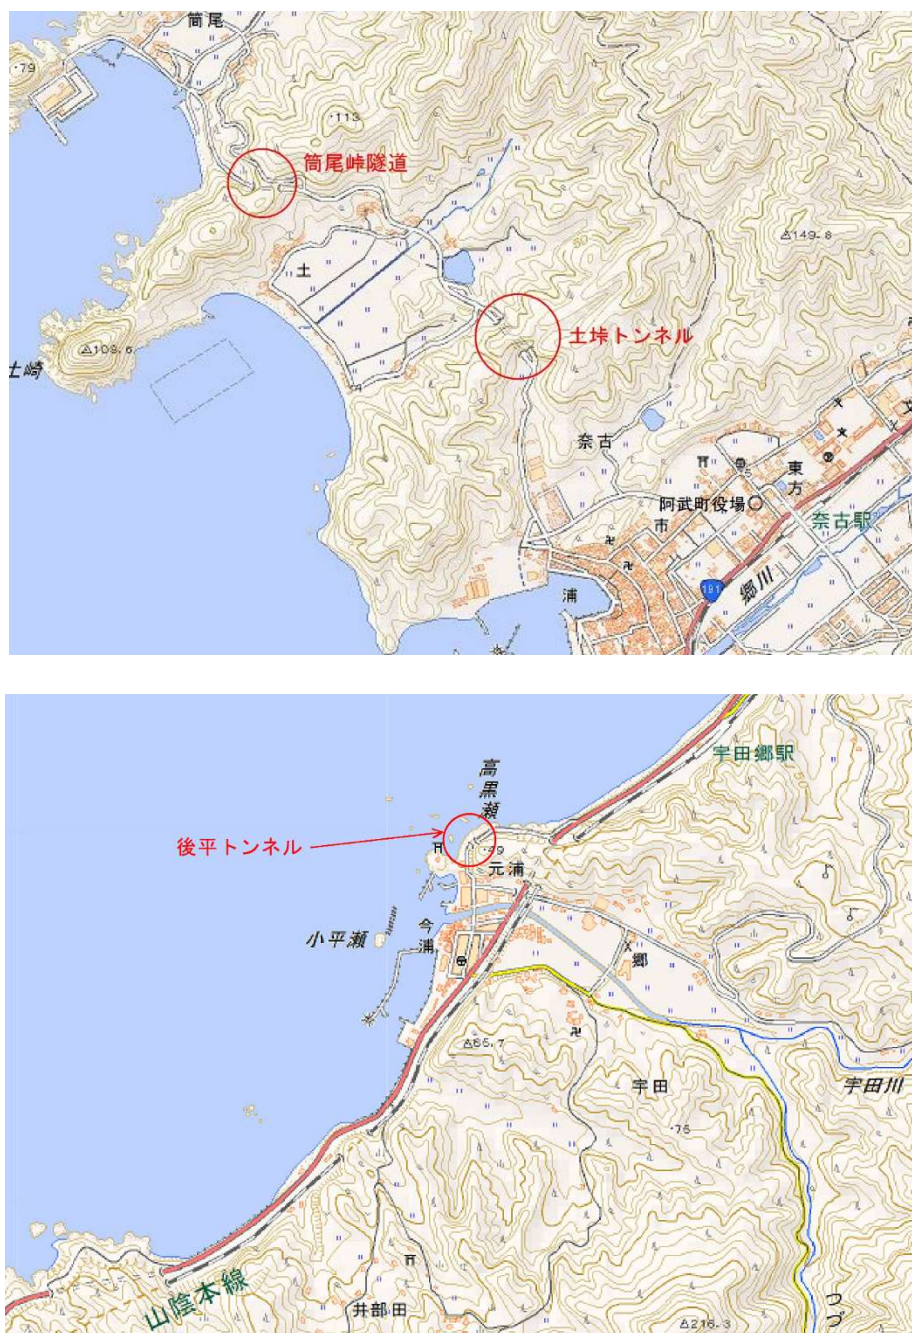 筒尾
・79
・113
筒尾峠隧道
△149.8
土
土垰トンネル
△108.6
土崎
奈古
東方
阿武町役場
市
奈古駅
191
郷川
浦
宇田郷駅
高黒瀬
後平トンネル
・49
元浦
小平瀬
今浦
郷
△65.7
宇田
宇田川
・75
山陰本線
井部田
つづ
△216.3